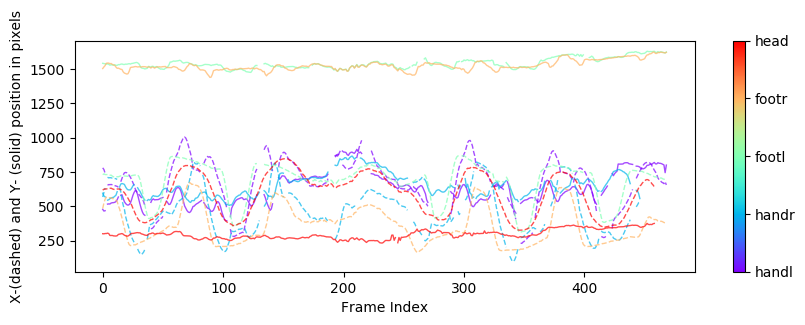 X-(dashed) and Y- (solid) position in pixels
1500
1250
1000
750
500
250
0
100
200
300
400
Frame Index
head
footr
footl
handr
handl